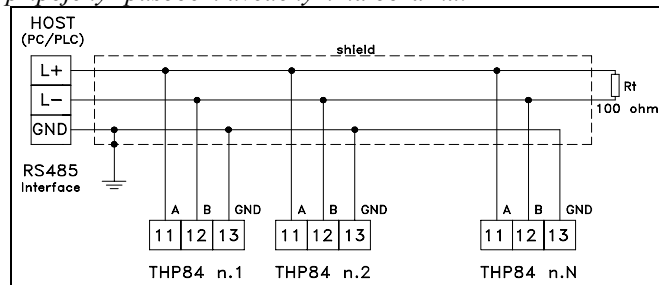 HOST
(PC/PLC)
shield
L+
L-
GND
Rt
100 ohm
RS485
Interface
A B GND A B GND A B GND
11 12 13 11 12 13 11 12 13
THP84 n.1 THP84 n.2 THP84 n.N